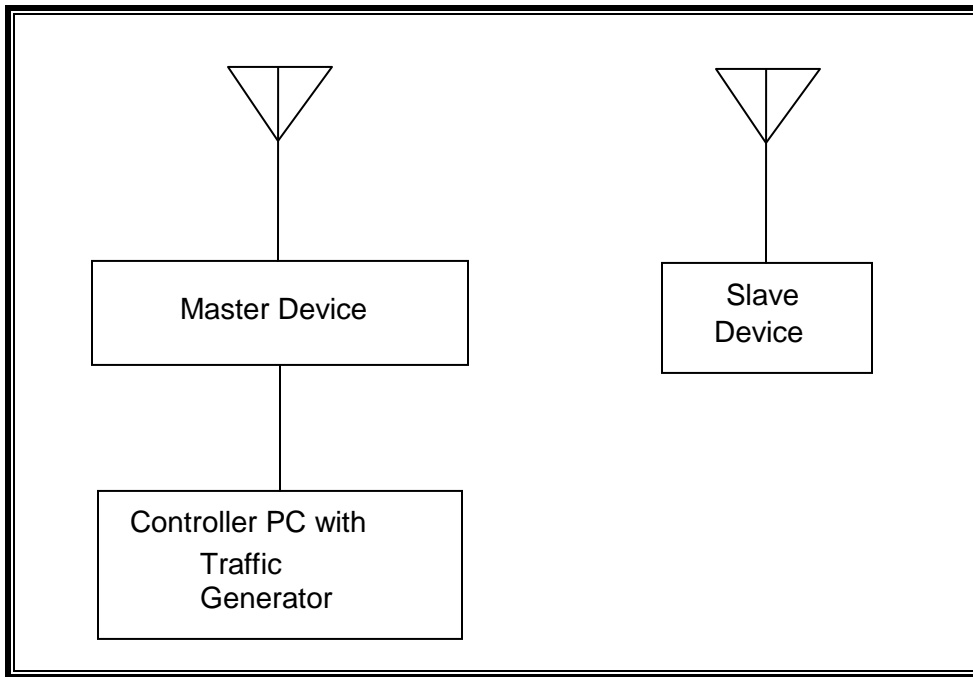 Master Device
Slave
Device
Controller PC with
Traffic
Generator